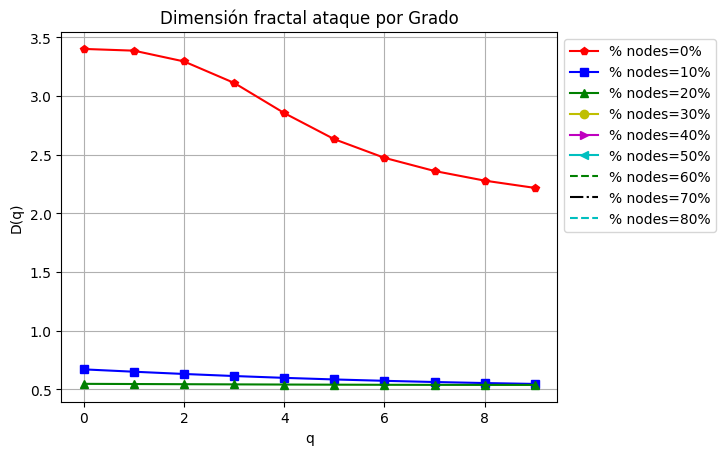 Dimensión fractal ataque por Grado
3.5
3.0
2.5
2.0
1.5
1.0
0.5
D(q)
0
2
4
6
8
q
% nodes=0%
% nodes=10%
% nodes=20%
% nodes=30%
% nodes=40%
% nodes=50%
% nodes=60%
% nodes=70%
% nodes=80%